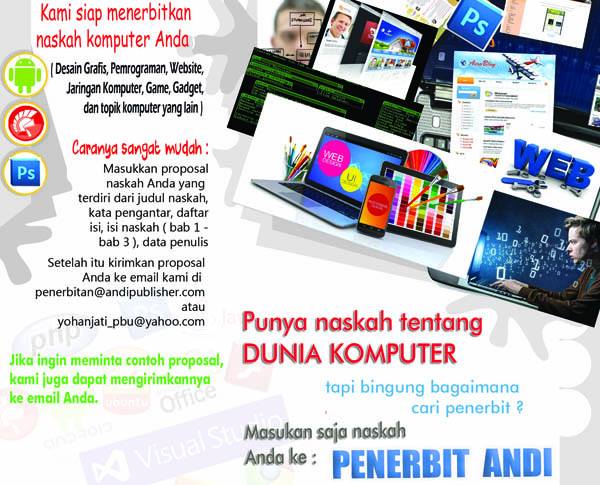 Kami siap menerbitkan
naskah komputer Anda
( Desain Grafis, Pemrograman, Website,
Jaringan Komputer, Game, Gadget,
dan topik komputer yang lain )
Ps
Caranya sangat mudah :
Masukkan proposal
naskah Anda yang
terdiri dari judul naskah,
kata pengantar, daftar
isi, isi naskah ( bab 1 -
bab 3 ), data penulis
Setelah itu kirimkan proposal
Anda ke email kami di
penerbitan@andipublisher.com
atau
yohanjati_pbu@yahoo.com
Jika ingin meminta contoh proposal,
kami juga dapat mengirimkannya
ke email Anda.
php
ubuntu
Office
Visual Studio
Ps
WEB
DESIGN
UI
DESIGN
WEB
Punya naskah tentang
DUNIA KOMPUTER
tapi bingung bagaimana
cari penerbit ?
Masukan saja naskah
Anda ke : PENERBIT ANDI